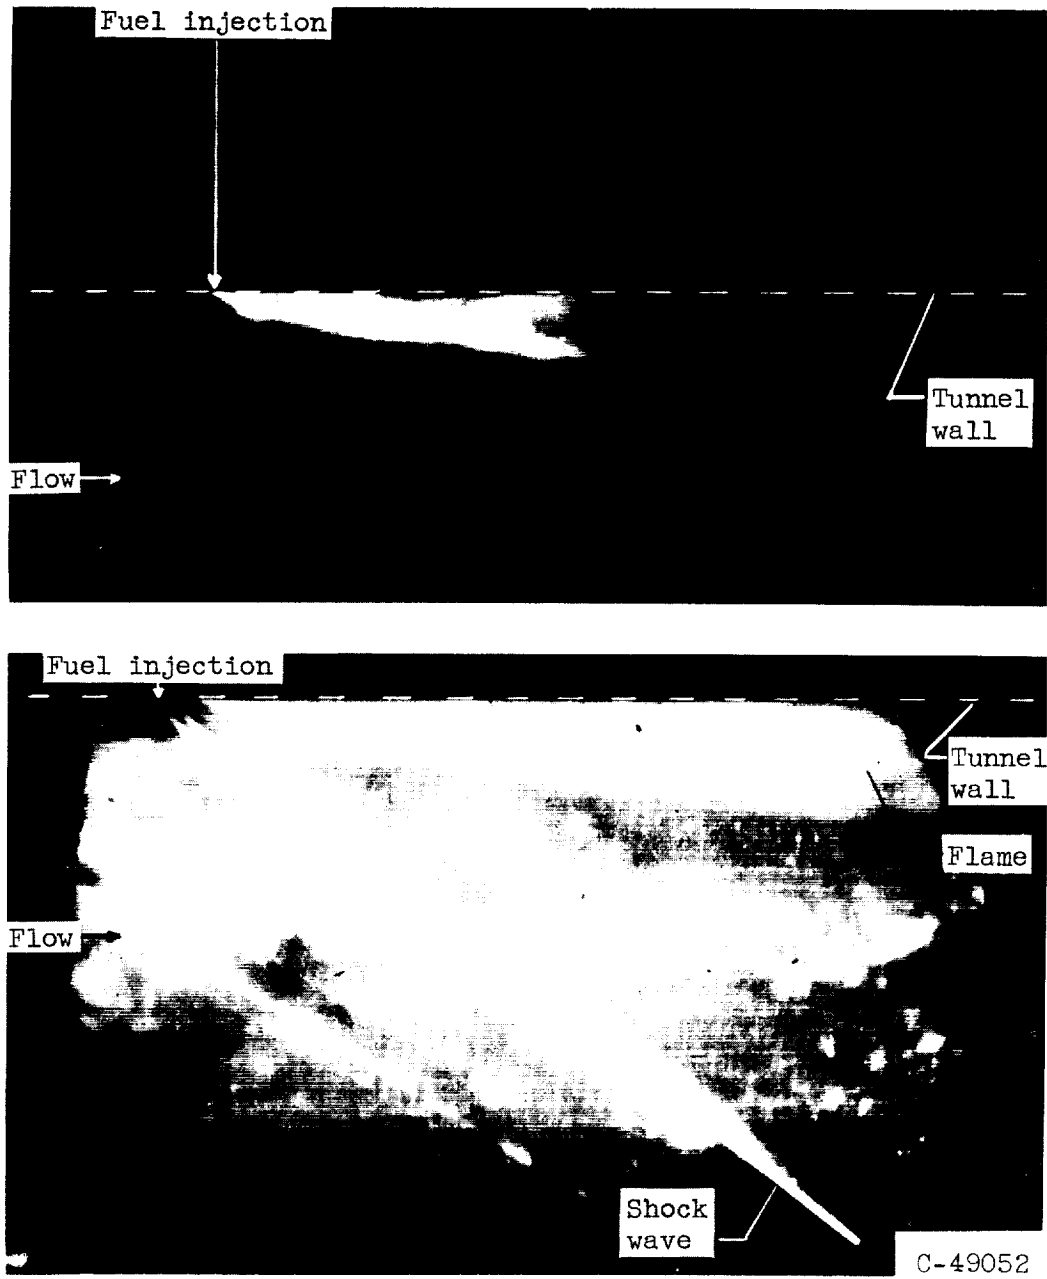 Fuel injection
Tunnel
wall
Flow
Fuel injection
Tunnel
wall
Flame
Flow
Shock
wave
C-49052